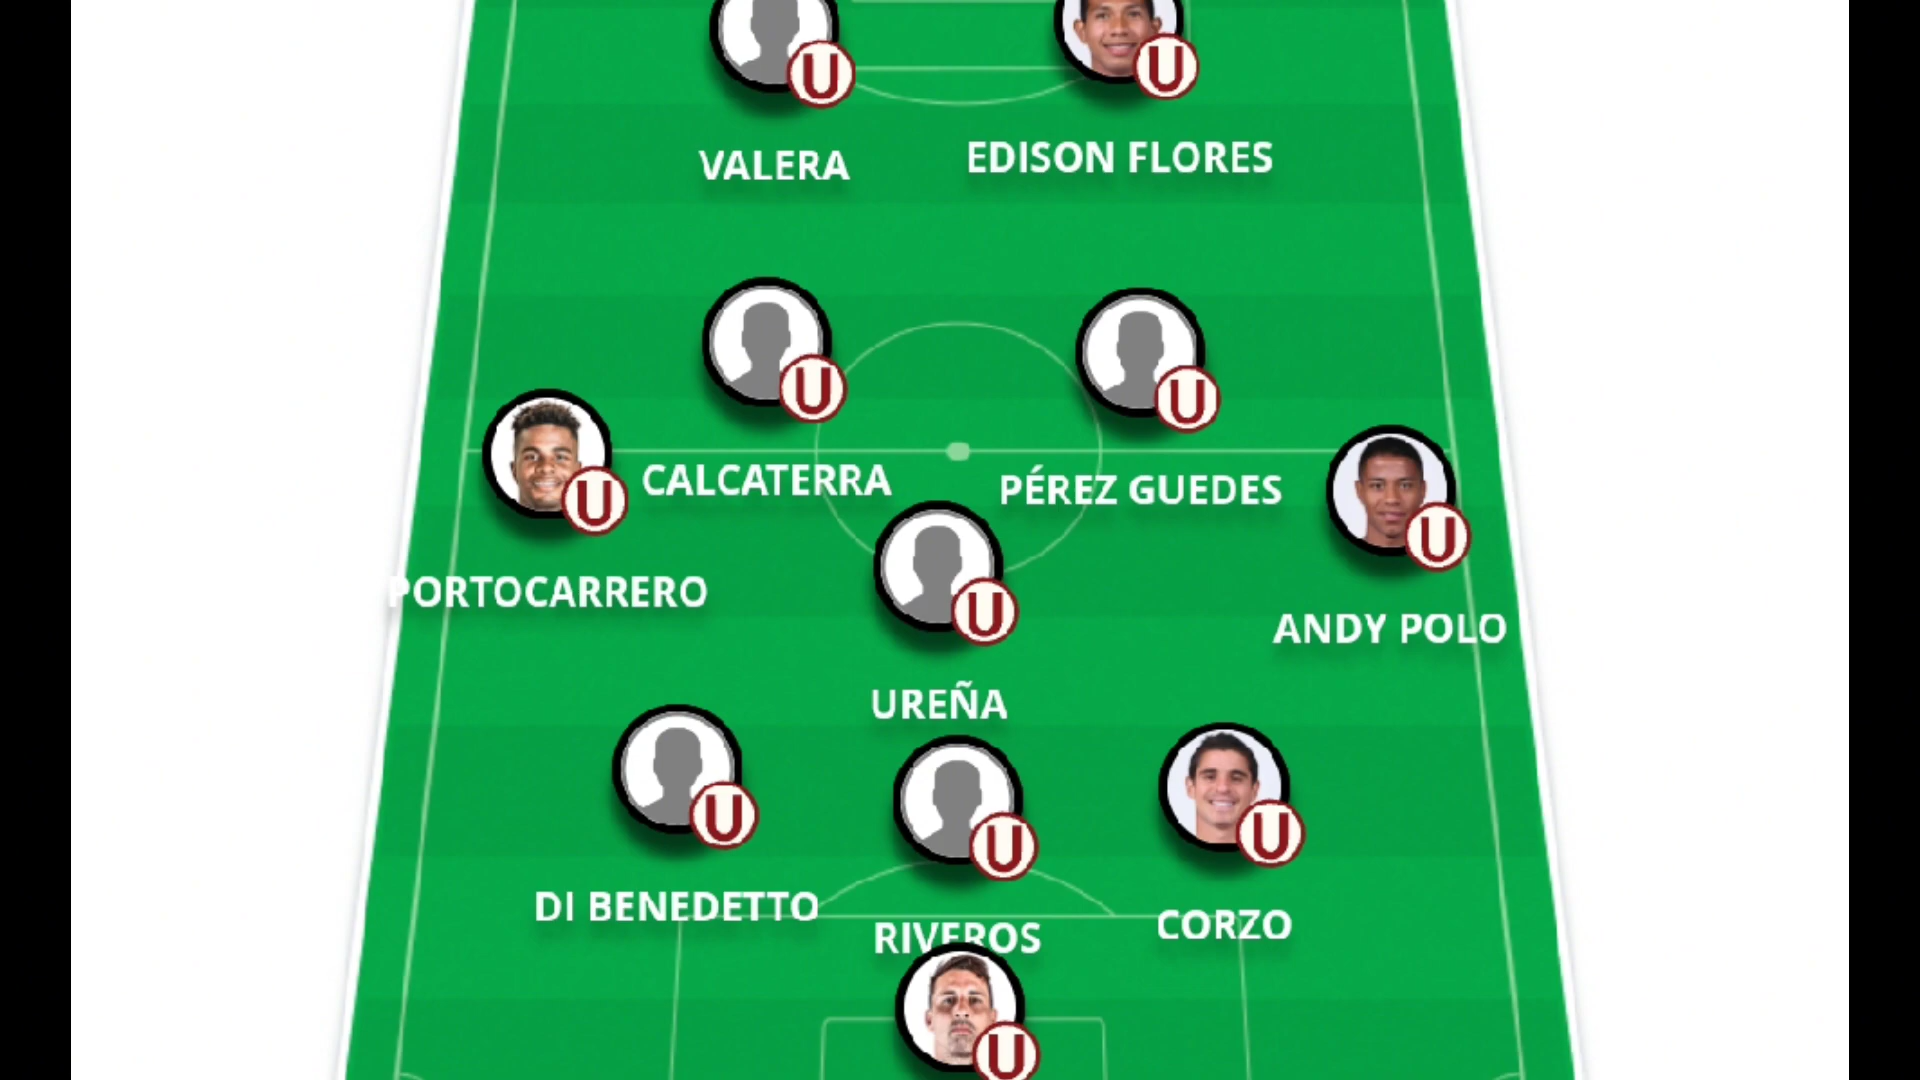 U
U
VALERA
EDISON FLORES
U
U
U
CALCATERRA
PÉREZ GUEDES
U
PORTOCARRERO
U
ANDY POLO
UREÑA
U
U
U
DI BENEDETTO
RIVEROS
CORZO
U